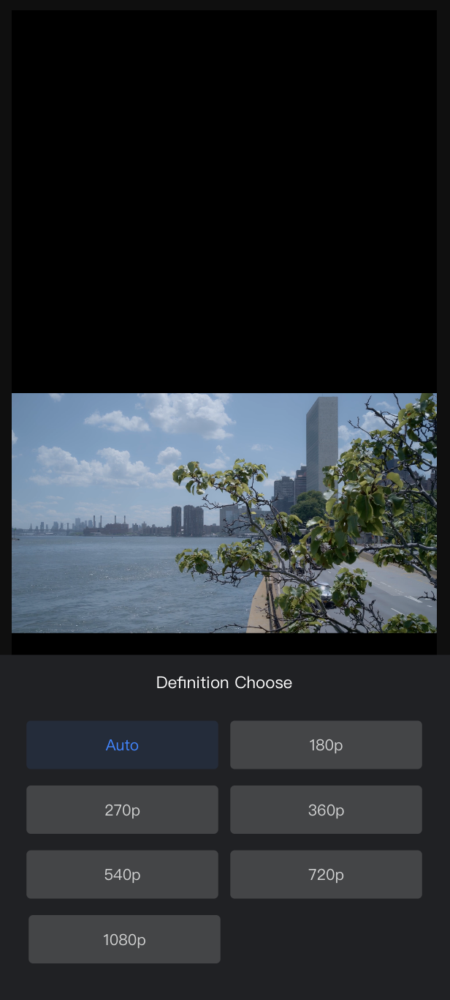 Definition Choose
Auto
180p
270p
360p
540p
720p
1080p